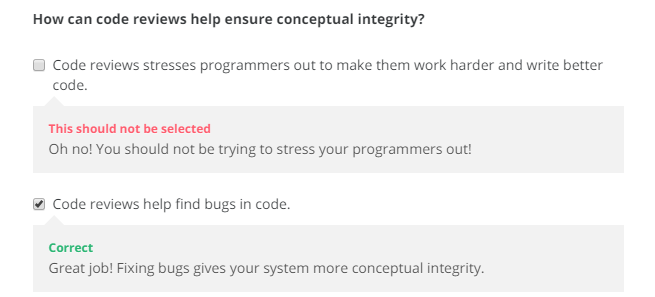 How can code reviews help ensure conceptual integrity?
Code reviews stresses programmers out to make them work harder and write better
code.
This should not be selected
Oh no! You should not be trying to stress your programmers out!
Code reviews help find bugs in code.
Correct
Great job! Fixing bugs gives your system more conceptual integrity.